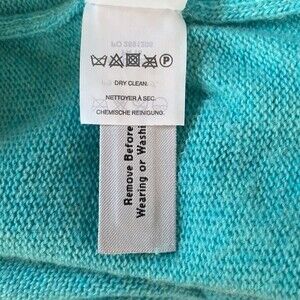 DRY CLEAN.
NETTOYER À SEC.
CHEMISCHE REINIGUNG.
Remove Before
Wearing or Washi